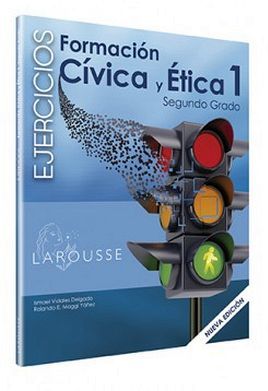 EJERCICIOS
Formación
Cívica y Ética 1
Segundo Grado
LAROUSSE
Ismael Vidales Delgado
Rolando E. Maggi Yáñez
NUEVA EDICIÓN